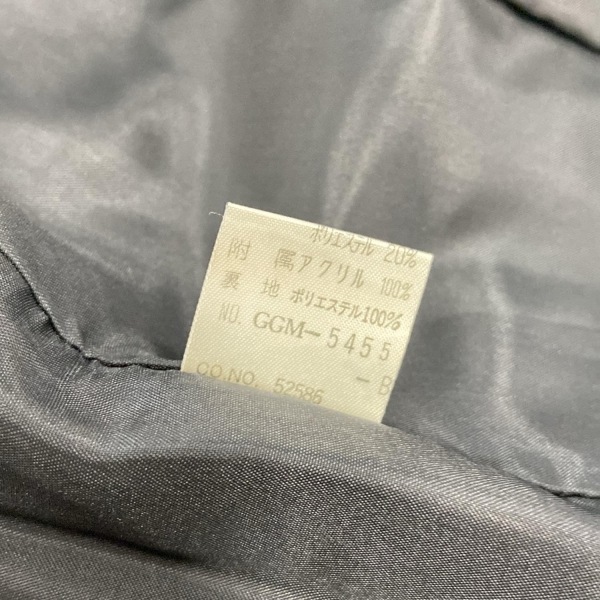 ポリエステル 20%
附属 アクリル 100%
裏地 ポリエステル100%
NO. GGM-5455
-B
CO.NO. 52586